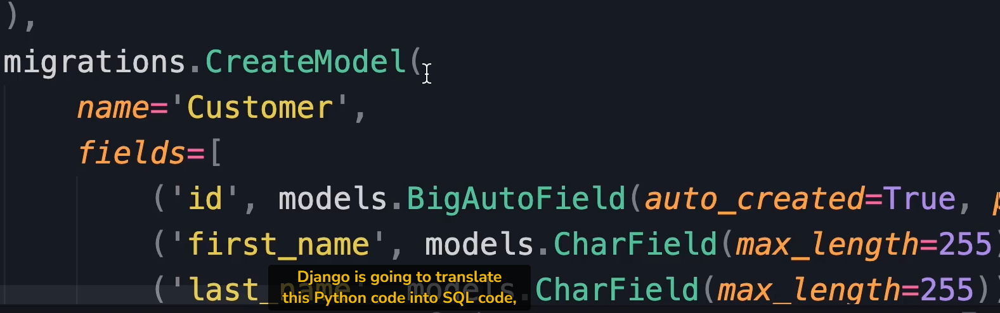 ),
migrations.CreateModel(
name='Customer',
fields=[
('id', models.BigAutoField(auto_created=True,
('first_name', models.CharField(max_length=255)
('last_name' models.CharField(max_length=255))
Django is going to translate
this Python code into SQL code,